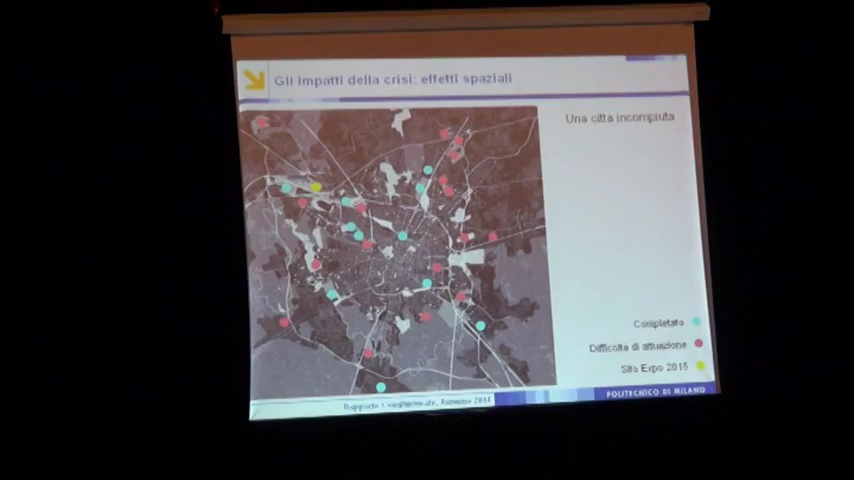 Gli impatti della crisi: effetti spaziali
Una città incompiuta
Completato
Difficoltà di attuazione
Sito Expo 2015
Rapporto Autunno 2014
POLITECNICO DI MILANO